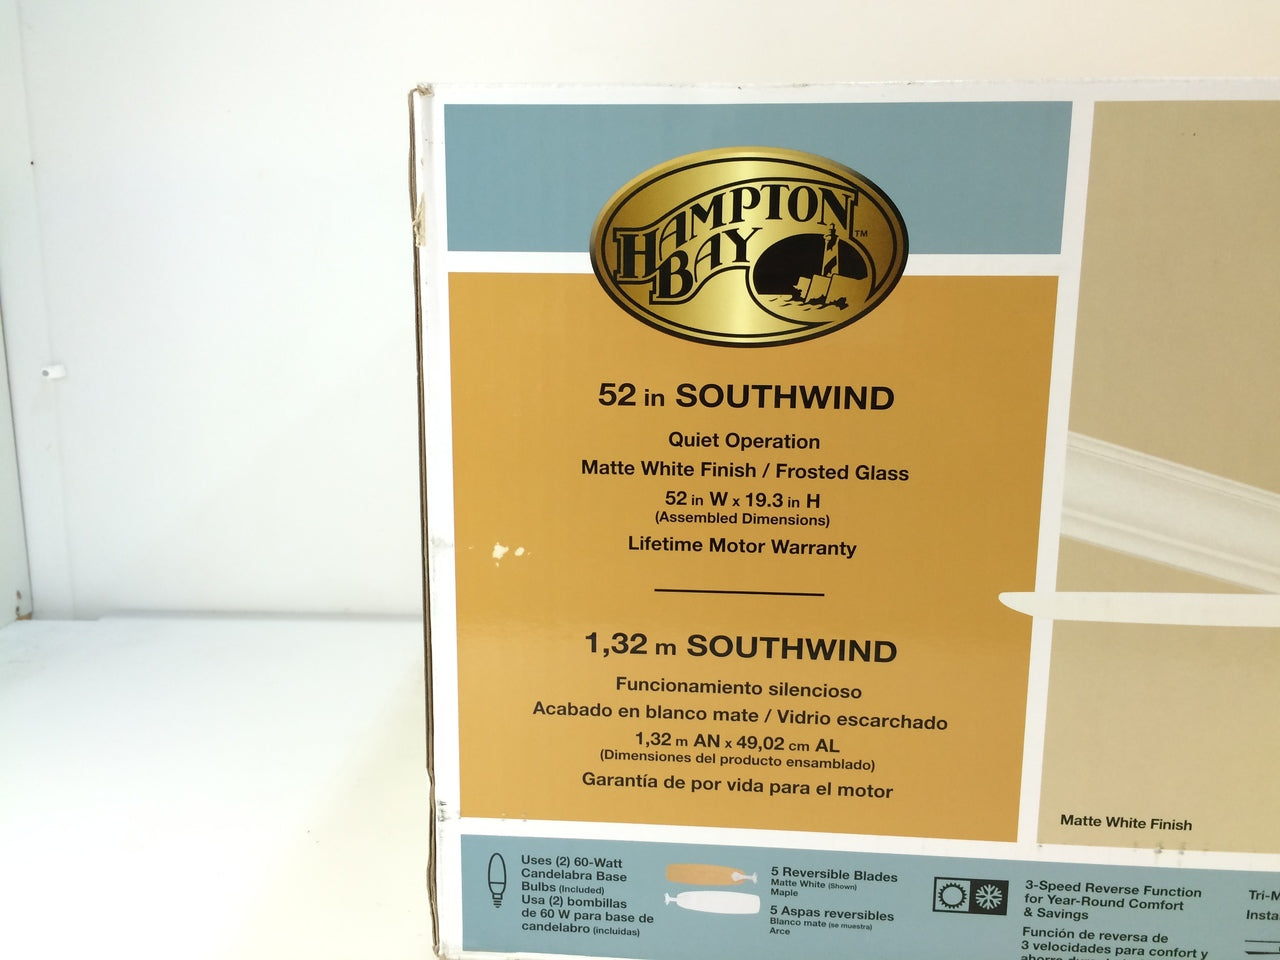 HAMPTON
BAY
TM
52 in SOUTHWIND
Quiet Operation
Matte White Finish / Frosted Glass
52 in W x 19.3 in H
(Assembled Dimensions)
Lifetime Motor Warranty
1,32 m SOUTHWIND
Funcionamiento silencioso
Acabado en blanco mate / Vidrio escarchado
1,32 m AN x 49,02 cm AL
(Dimensiones del producto ensamblado)
Garantía de por vida para el motor
Matte White Finish
Uses (2) 60-Watt
Candelabra Base
Bulbs (Included)
Usa (2) bombillas
de 60 W para base de
candelabro (incluidas)
5 Reversible Blades
Matte White (Shown)
Maple
5 Aspas reversibles
Blanco mate (se muestra)
Arce
3-Speed Reverse Function
for Year-Round Comfort
& Savings
Función de reversa de
3 velocidades para confort y